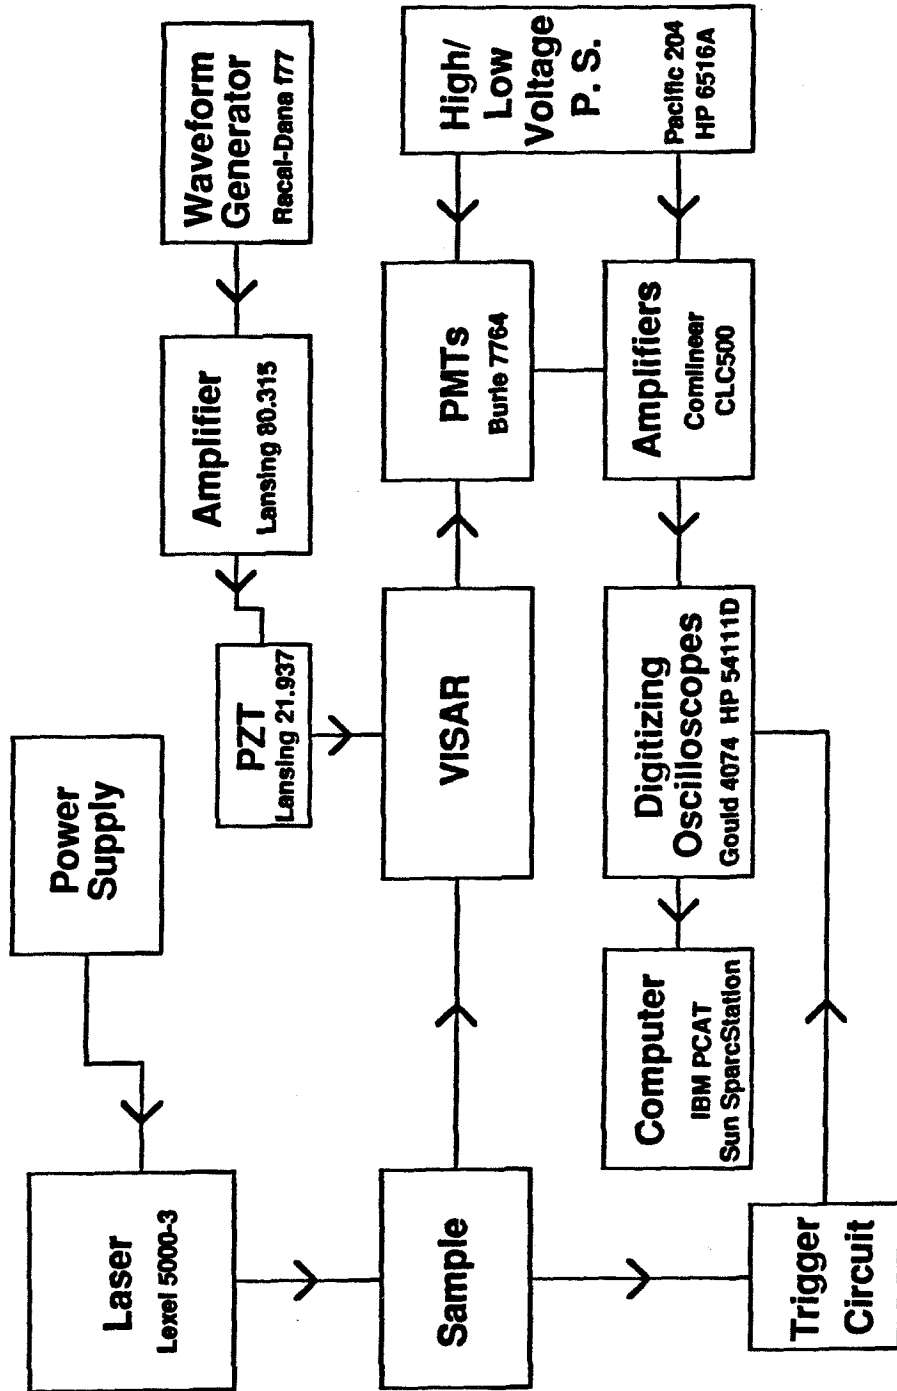 Power
Supply
Laser
Lexel 5000-3
Waveform
Generator
Racal-Dana f77
Amplifier
Lansing 80.315
PZT
Lansing 21.937
Sample
VISAR
PMTs
Burle 7764
High/
Low
Voltage
P. S.
Pacific 204
HP 6516A
Computer
IBM PCAT
Sun SparcStation
Digitizing
Oscilloscopes
Gould 4074 HP 54111D
Amplifiers
Comlinear
CLC500
Trigger
Circuit